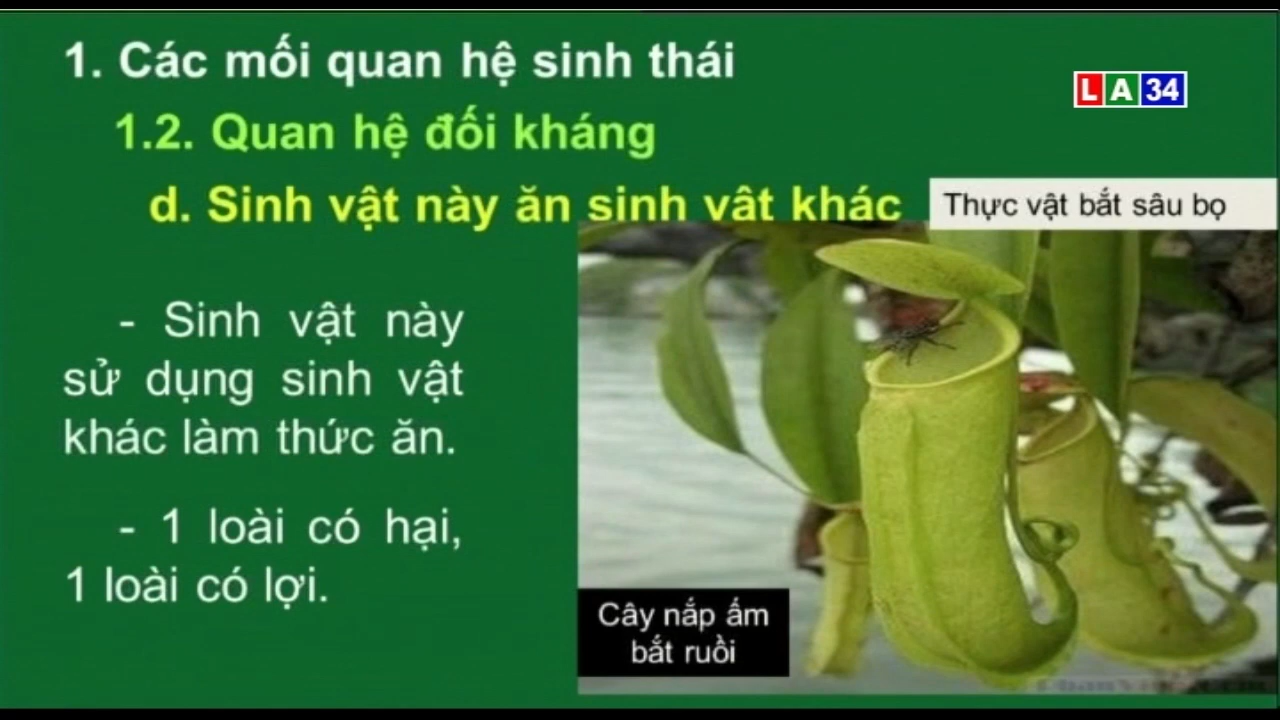 1. Các mối quan hệ sinh thái
LA34
1.2. Quan hệ đối kháng
d. Sinh vật này ăn sinh vật khác
Thực vật bắt sâu bọ
- Sinh vật này
sử dụng sinh vật
khác làm thức ăn.
- 1 loài có hại,
1 loài có lợi.
Cây nắp ấm
bắt ruồi